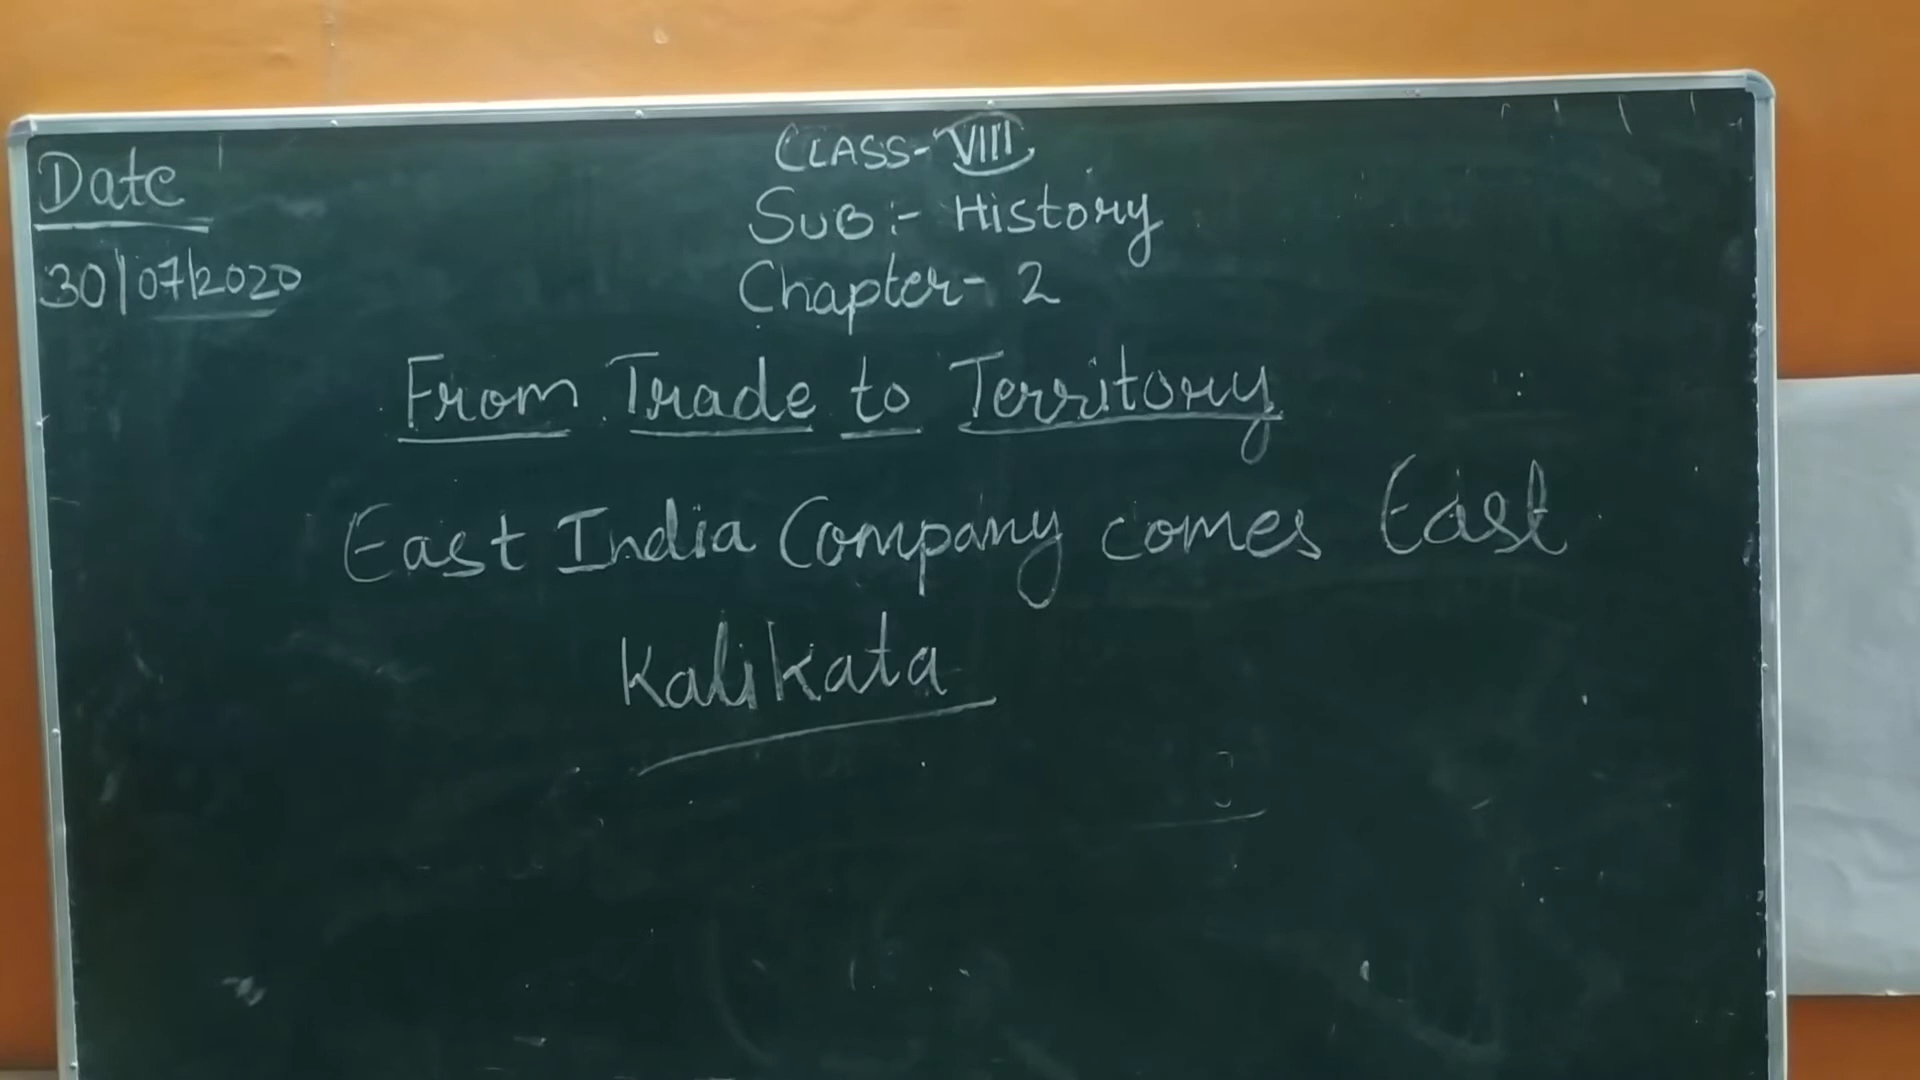 Date
30/07/2020
CLASS-VIII
SUB:- History
Chapter-2
From Trade to Territory
East India Company comes East
Kalikata